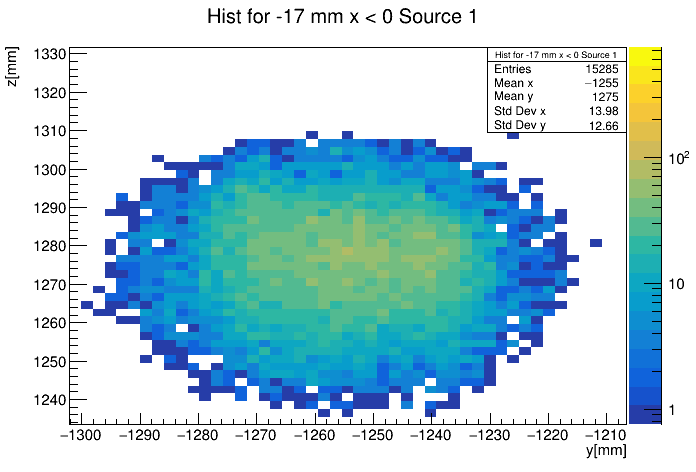 Hist for -17 mm x < 0 Source 1
z[mm]
1330
1320
1310
1300
1290
1280
1270
1260
1250
1240
Hist for -17 mm x < 0 Source 1
Entries 15285
Mean x −1255
Mean y 1275
Std Dev x 13.98
Std Dev y 12.66
10²
10
1
−1300 −1290 −1280 −1270 −1260 −1250 −1240 −1230 −1220 −1210
y[mm]